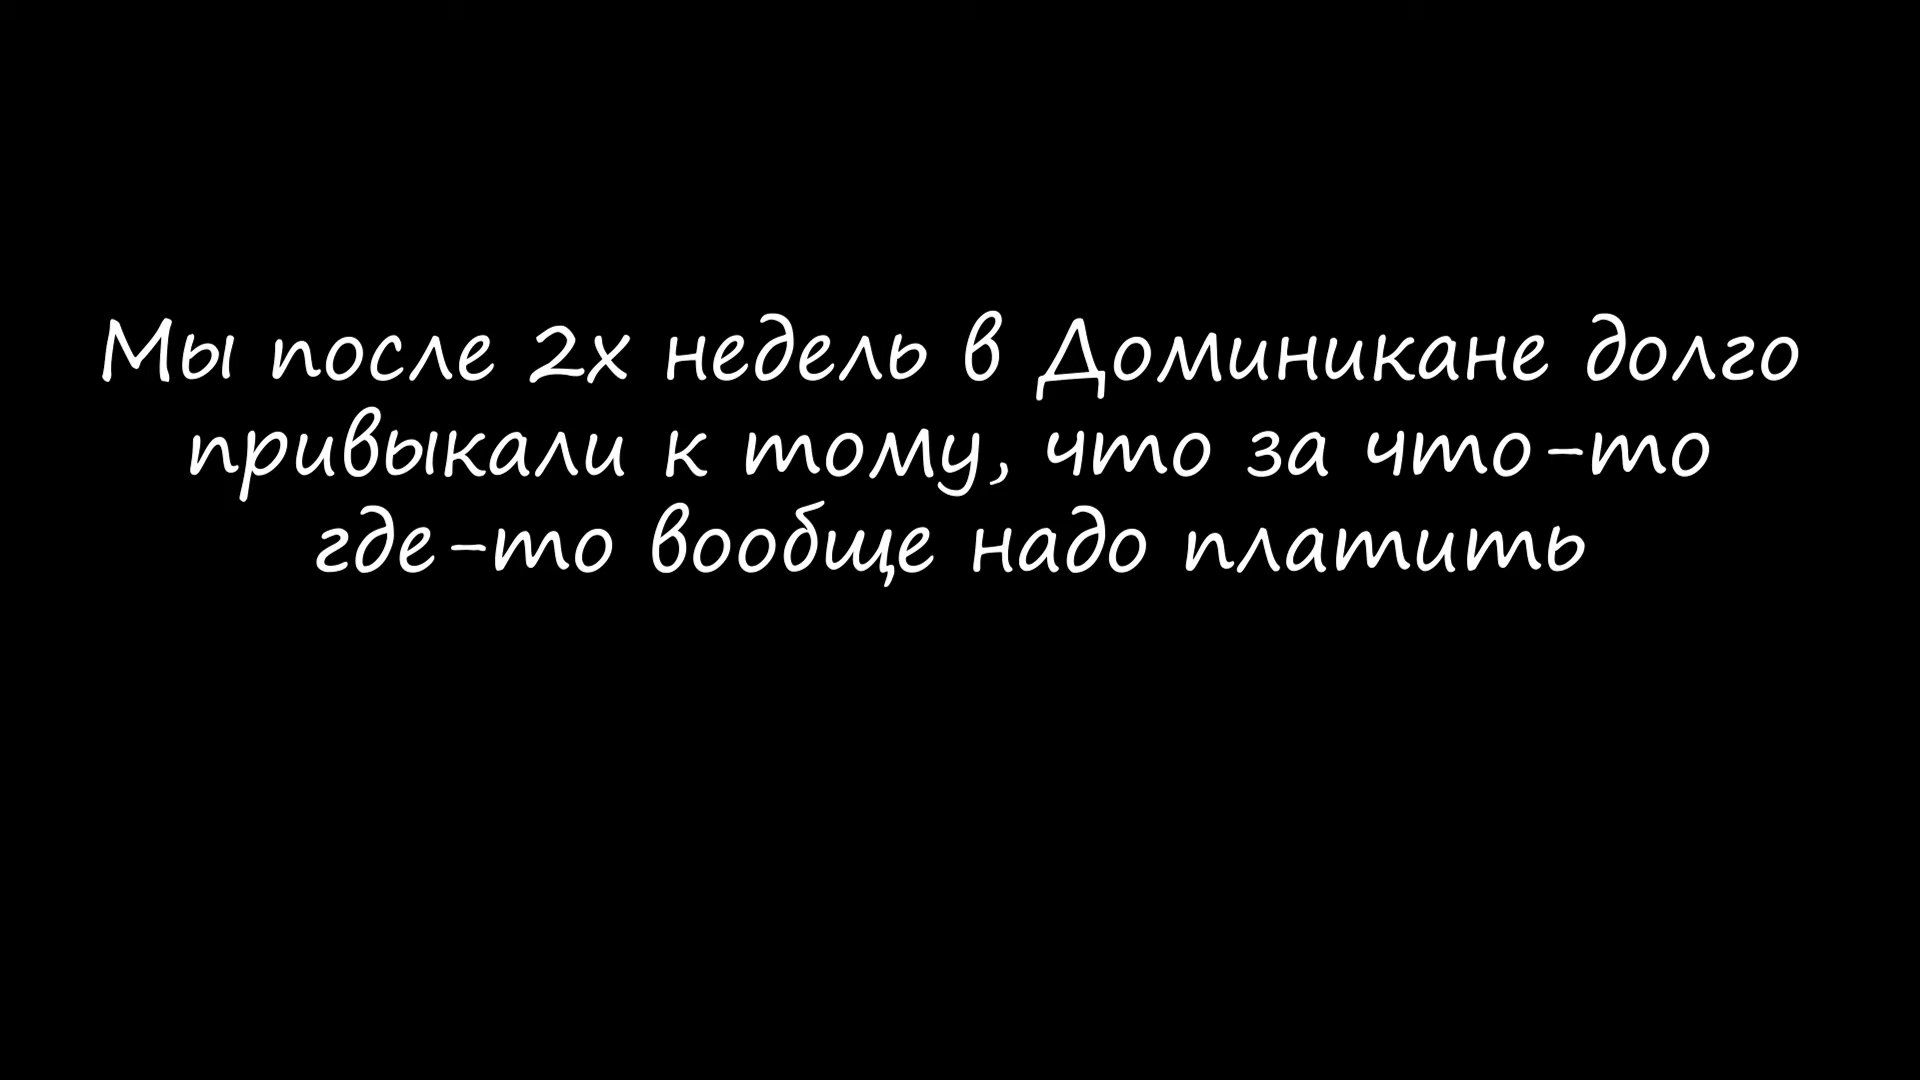 Мы после 2х недель в Доминикане долго
привыкали к тому, что за что-то
где-то вообще надо платить